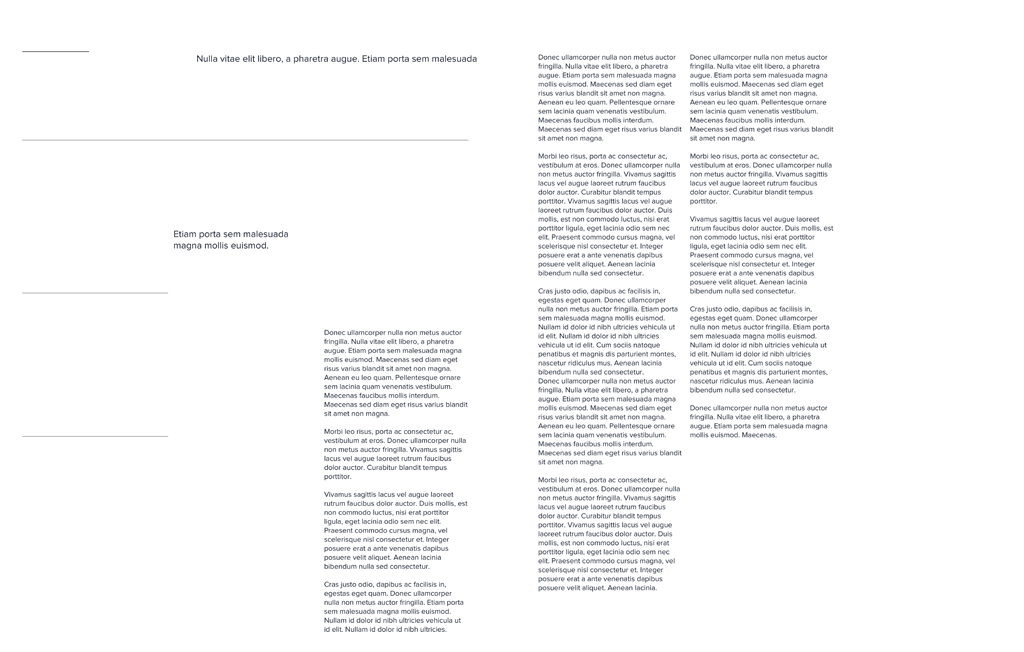 Nulla vitae elit libero, a pharetra augue. Etiam porta sem malesuada
Etiam porta sem malesuada
magna mollis euismod.
Donec ullamcorper nulla non metus auctor
fringilla. Nulla vitae elit libero, a pharetra
augue. Etiam porta sem malesuada magna
mollis euismod. Maecenas sed diam eget
risus varius blandit sit amet non magna.
Aenean eu leo quam. Pellentesque ornare
sem lacinia quam venenatis vestibulum.
Maecenas faucibus mollis interdum.
Maecenas sed diam eget risus varius blandit
sit amet non magna.
Morbi leo risus, porta ac consectetur ac,
vestibulum at eros. Donec ullamcorper nulla
non metus auctor fringilla. Vivamus sagittis
lacus vel augue laoreet rutrum faucibus
dolor auctor. Curabitur blandit tempus
porttitor.
Vivamus sagittis lacus vel augue laoreet
rutrum faucibus dolor auctor. Duis mollis, est
non commodo luctus, nisi erat porttitor
ligula, eget lacinia odio sem nec elit.
Praesent commodo cursus magna, vel
scelerisque nisl consectetur et. Integer
posuere erat a ante venenatis dapibus
posuere velit aliquet. Aenean lacinia
bibendum nulla sed consectetur.
Cras justo odio, dapibus ac facilisis in,
egestas eget quam. Donec ullamcorper
nulla non metus auctor fringilla. Etiam porta
sem malesuada magna mollis euismod.
Nullam id dolor id nibh ultricies vehicula ut
id elit. Nullam id dolor id nibh ultricies.
Donec ullamcorper nulla non metus auctor
fringilla. Nulla vitae elit libero, a pharetra
augue. Etiam porta sem malesuada magna
mollis euismod. Maecenas sed diam eget
risus varius blandit sit amet non magna.
Aenean eu leo quam. Pellentesque ornare
sem lacinia quam venenatis vestibulum.
Maecenas faucibus mollis interdum.
Maecenas sed diam eget risus varius blandit
sit amet non magna.
Morbi leo risus, porta ac consectetur ac,
vestibulum at eros. Donec ullamcorper nulla
non metus auctor fringilla. Vivamus sagittis
lacus vel augue laoreet rutrum faucibus
dolor auctor. Curabitur blandit tempus
porttitor. Vivamus sagittis lacus vel augue
laoreet rutrum faucibus dolor auctor. Duis
mollis, est non commodo luctus, nisi erat
porttitor ligula, eget lacinia odio sem nec
elit. Praesent commodo cursus magna, vel
scelerisque nisl consectetur et. Integer
posuere erat a ante venenatis dapibus
posuere velit aliquet. Aenean lacinia
bibendum nulla sed consectetur.
Cras justo odio, dapibus ac facilisis in,
egestas eget quam. Donec ullamcorper
nulla non metus auctor fringilla. Etiam porta
sem malesuada magna mollis euismod.
Nullam id dolor id nibh ultricies vehicula ut
id elit. Nullam id dolor id nibh ultricies
vehicula ut id elit. Cum sociis natoque
penatibus et magnis dis parturient montes,
nascetur ridiculus mus. Aenean lacinia
bibendum nulla sed consectetur.
Donec ullamcorper nulla non metus auctor
fringilla. Nulla vitae elit libero, a pharetra
augue. Etiam porta sem malesuada magna
mollis euismod. Maecenas sed diam eget
risus varius blandit sit amet non magna.
Aenean eu leo quam. Pellentesque ornare
sem lacinia quam venenatis vestibulum.
Maecenas faucibus mollis interdum.
Maecenas sed diam eget risus varius blandit
sit amet non magna.
Morbi leo risus, porta ac consectetur ac,
vestibulum at eros. Donec ullamcorper nulla
non metus auctor fringilla. Vivamus sagittis
lacus vel augue laoreet rutrum faucibus
dolor auctor. Curabitur blandit tempus
porttitor. Vivamus sagittis lacus vel augue
laoreet rutrum faucibus dolor auctor. Duis
mollis, est non commodo luctus, nisi erat
porttitor ligula, eget lacinia odio sem nec
elit. Praesent commodo cursus magna, vel
scelerisque nisl consectetur et. Integer
posuere erat a ante venenatis dapibus
posuere velit aliquet. Aenean lacinia.
Donec ullamcorper nulla non metus auctor
fringilla. Nulla vitae elit libero, a pharetra
augue. Etiam porta sem malesuada magna
mollis euismod. Maecenas sed diam eget
risus varius blandit sit amet non magna.
Aenean eu leo quam. Pellentesque ornare
sem lacinia quam venenatis vestibulum.
Maecenas faucibus mollis interdum.
Maecenas sed diam eget risus varius blandit
sit amet non magna.
Morbi leo risus, porta ac consectetur ac,
vestibulum at eros. Donec ullamcorper nulla
non metus auctor fringilla. Vivamus sagittis
lacus vel augue laoreet rutrum faucibus
dolor auctor. Curabitur blandit tempus
porttitor.
Vivamus sagittis lacus vel augue laoreet
rutrum faucibus dolor auctor. Duis mollis, est
non commodo luctus, nisi erat porttitor
ligula, eget lacinia odio sem nec elit.
Praesent commodo cursus magna, vel
scelerisque nisl consectetur et. Integer
posuere erat a ante venenatis dapibus
posuere velit aliquet. Aenean lacinia
bibendum nulla sed consectetur.
Cras justo odio, dapibus ac facilisis in,
egestas eget quam. Donec ullamcorper
nulla non metus auctor fringilla. Etiam porta
sem malesuada magna mollis euismod.
Nullam id dolor id nibh ultricies vehicula ut
id elit. Nullam id dolor id nibh ultricies
vehicula ut id elit. Cum sociis natoque
penatibus et magnis dis parturient montes,
nascetur ridiculus mus. Aenean lacinia
bibendum nulla sed consectetur.
Donec ullamcorper nulla non metus auctor
fringilla. Nulla vitae elit libero, a pharetra
augue. Etiam porta sem malesuada magna
mollis euismod. Maecenas.